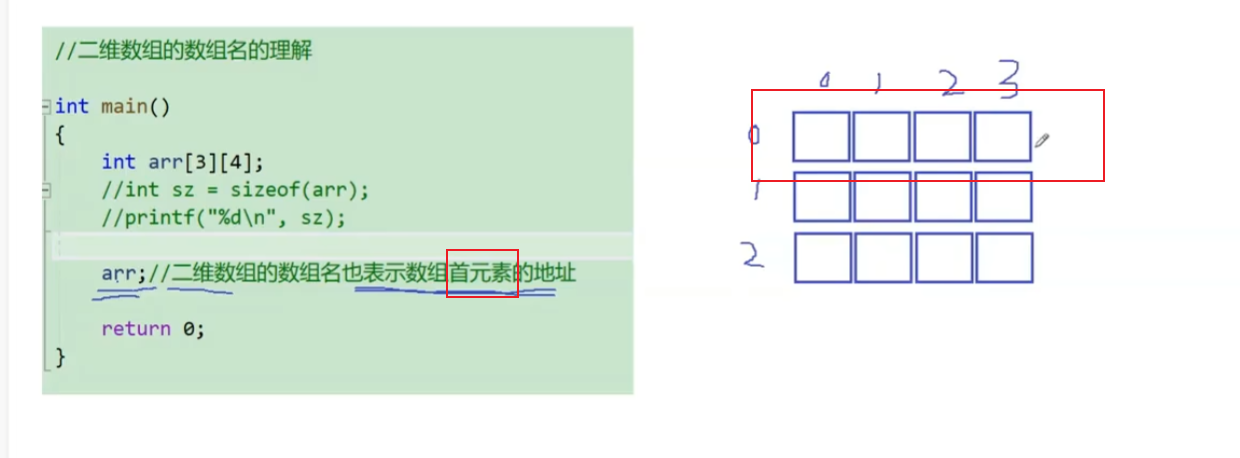 //二维数组的数组名的理解
int main()
{
int arr[3][4];
//int sz = sizeof(arr);
//printf("%d\n", sz);
arr;//二维数组的数组名也表示数组首元素的地址
return 0;
}
0 1 2 3
0
1
2